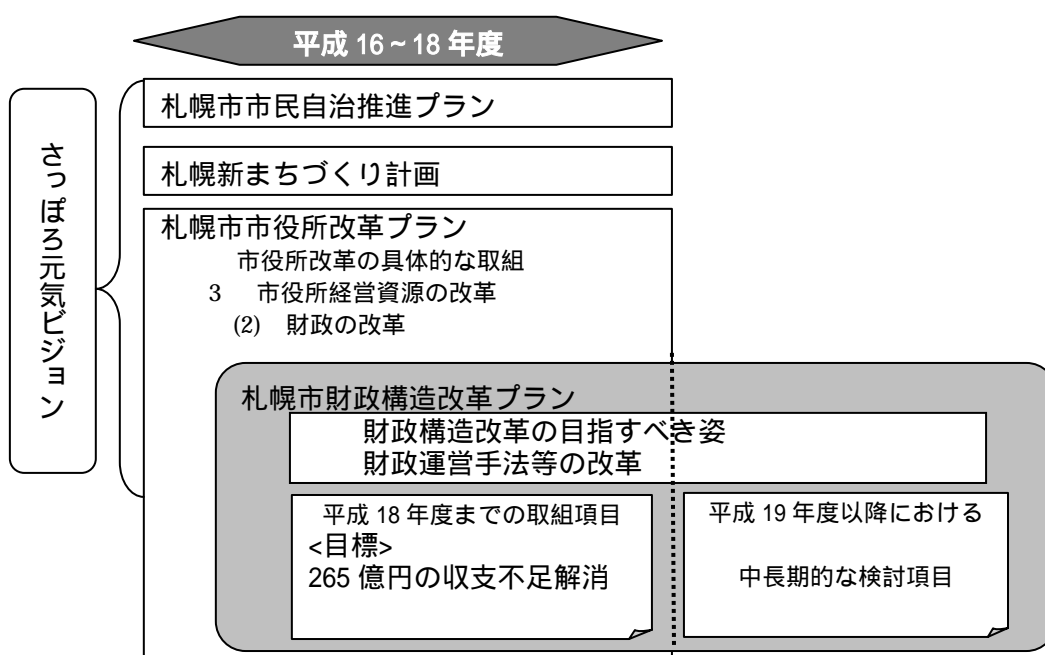 平成 16~18 年度
さっぽろ元気ビジョン
札幌市市民自治推進プラン
札幌新まちづくり計画
札幌市市役所改革プラン
市役所改革の具体的な取組
3 市役所経営資源の改革
(2) 財政の改革
札幌市財政構造改革プラン
財政構造改革の目指すべき姿
財政運営手法等の改革
平成 18 年度までの取組項目
<目標>
265 億円の収支不足解消
平成 19 年度以降における
中長期的な検討項目